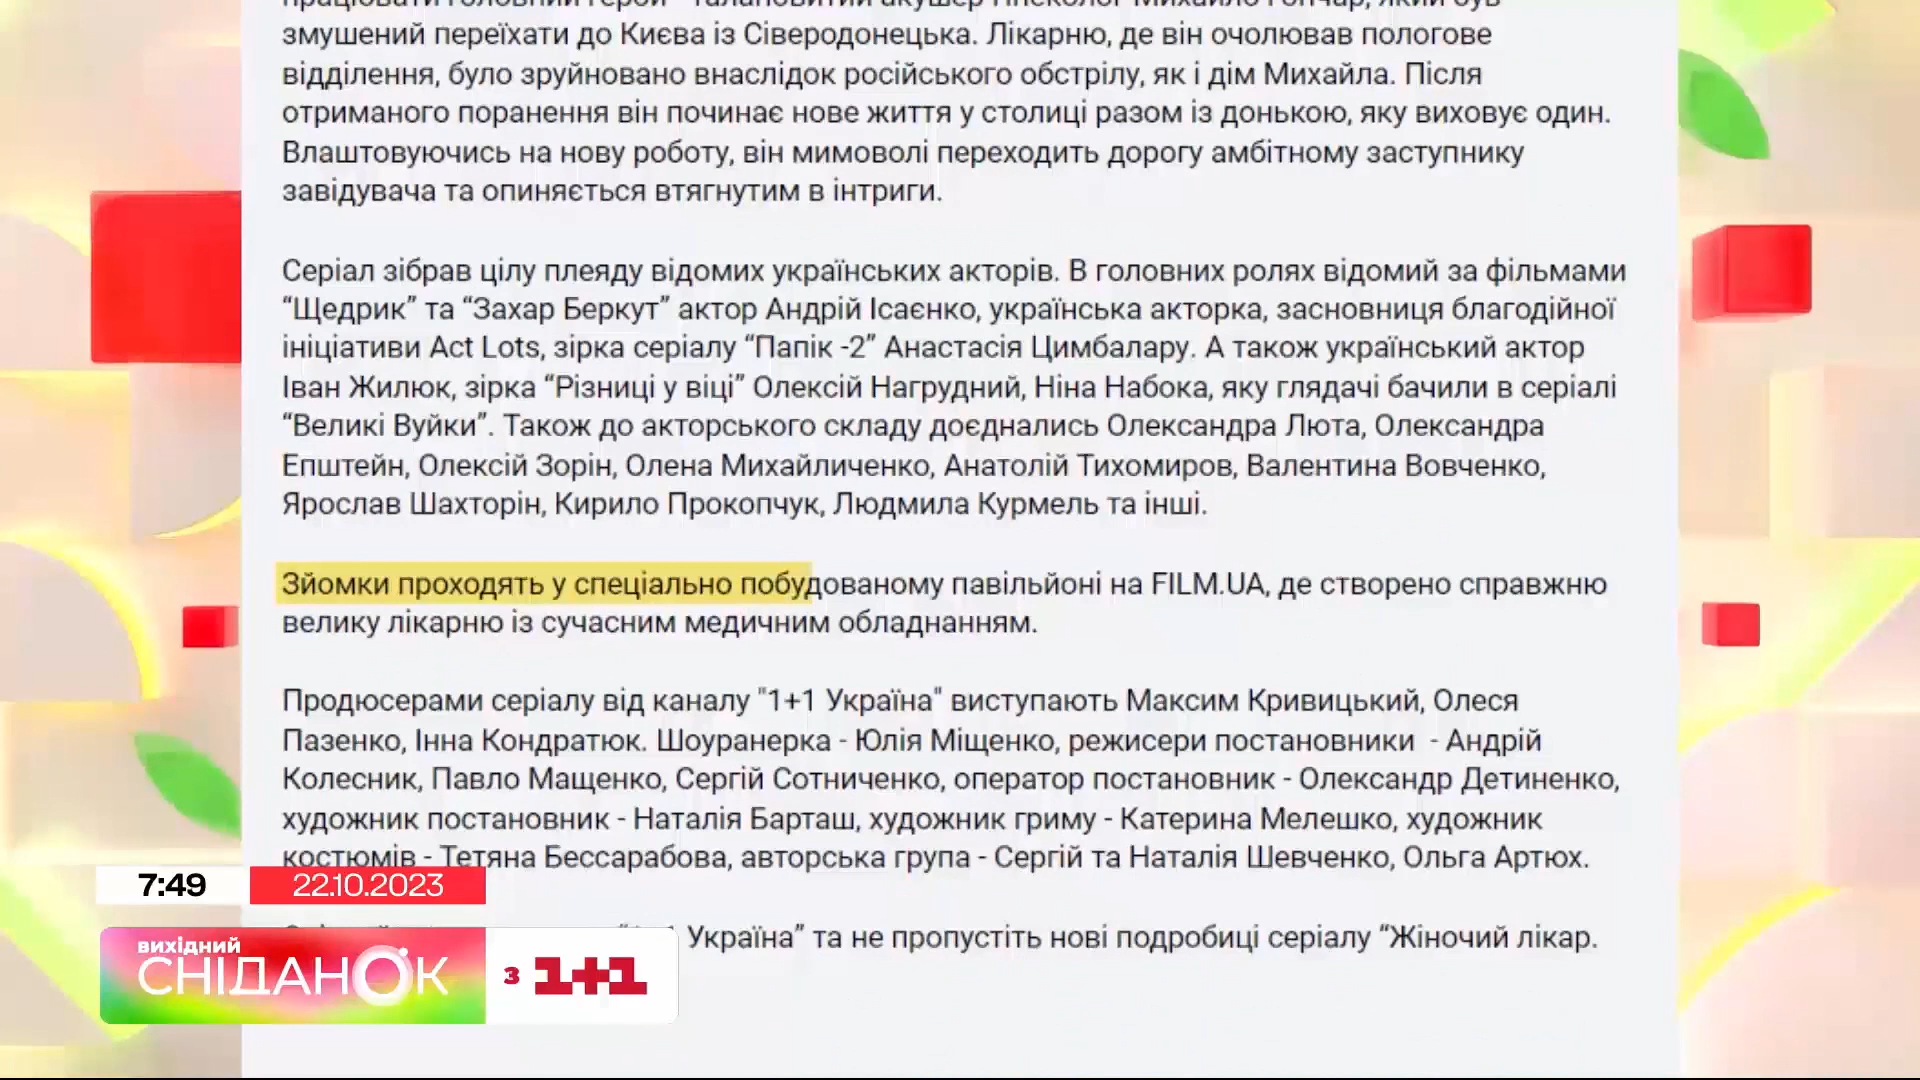 змушений переїхати до Києва із Сіверодонецька. Лікарню, де він очолював пологове
відділення, було зруйновано внаслідок російського обстрілу, як і дім Михайла. Після
отриманого поранення він починає нове життя у столиці разом із донькою, яку виховує один.
Влаштовуючись на нову роботу, він мимоволі переходить дорогу амбітному заступнику
завідувача та опиняється втягнутим в інтриги.
Серіал зібрав цілу плеяду відомих українських акторів. В головних ролях відомий за фільмами
“Щедрик” та “Захар Беркут” актор Андрій Ісаєнко, українська акторка, засновниця благодійної
ініціативи Act Lots, зірка серіалу “Папік -2” Анастасія Цимбалару. А також український актор
Іван Жилюк, зірка “Різниці у віці” Олексій Нагрудний, Ніна Набока, яку глядачі бачили в серіалі
“Великі Вуйки”. Також до акторського складу доєднались Олександра Люта, Олександра
Епштейн, Олексій Зорін, Олена Михайличенко, Анатолій Тихомиров, Валентина Вовченко,
Ярослав Шахторін, Кирило Прокопчук, Людмила Курмель та інші.
Зйомки проходять у спеціально побудованому павільйоні на FILM.UA, де створено справжню
велику лікарню із сучасним медичним обладнанням.
Продюсерами серіалу від каналу "1+1 Україна" виступають Максим Кривицький, Олеся
Пазенко, Інна Кондратюк. Шоуранерка - Юлія Міщенко, режисери постановники - Андрій
Колесник, Павло Мащенко, Сергій Сотниченко, оператор постановник - Олександр Детиненко,
художник постановник - Наталія Барташ, художник гриму - Катерина Мелешко, художник
костюмів - Тетяна Бессарабова, авторська група - Сергій та Наталія Шевченко, Ольга Артюх.
7:49 22.10.2023
Україна” та не пропустіть нові подробиці серіалу “Жіночий лікар.
вихідний
СНІДАНОК
з 1+1